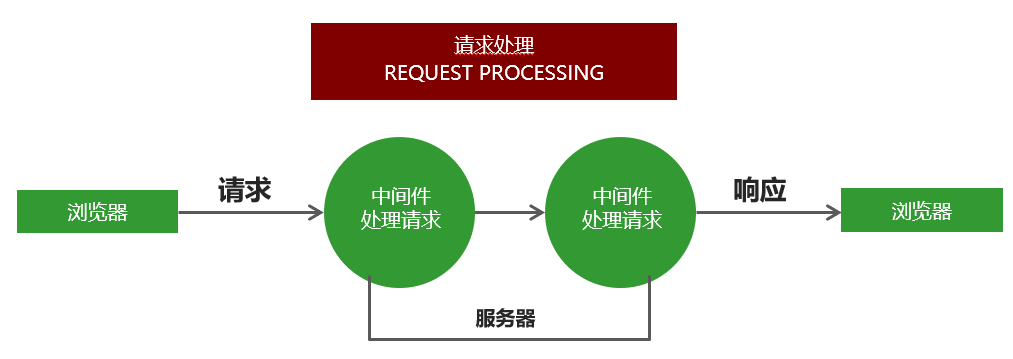 请求处理
REQUEST PROCESSING
浏览器
请求
中间件
处理请求
中间件
处理请求
响应
浏览器
服务器